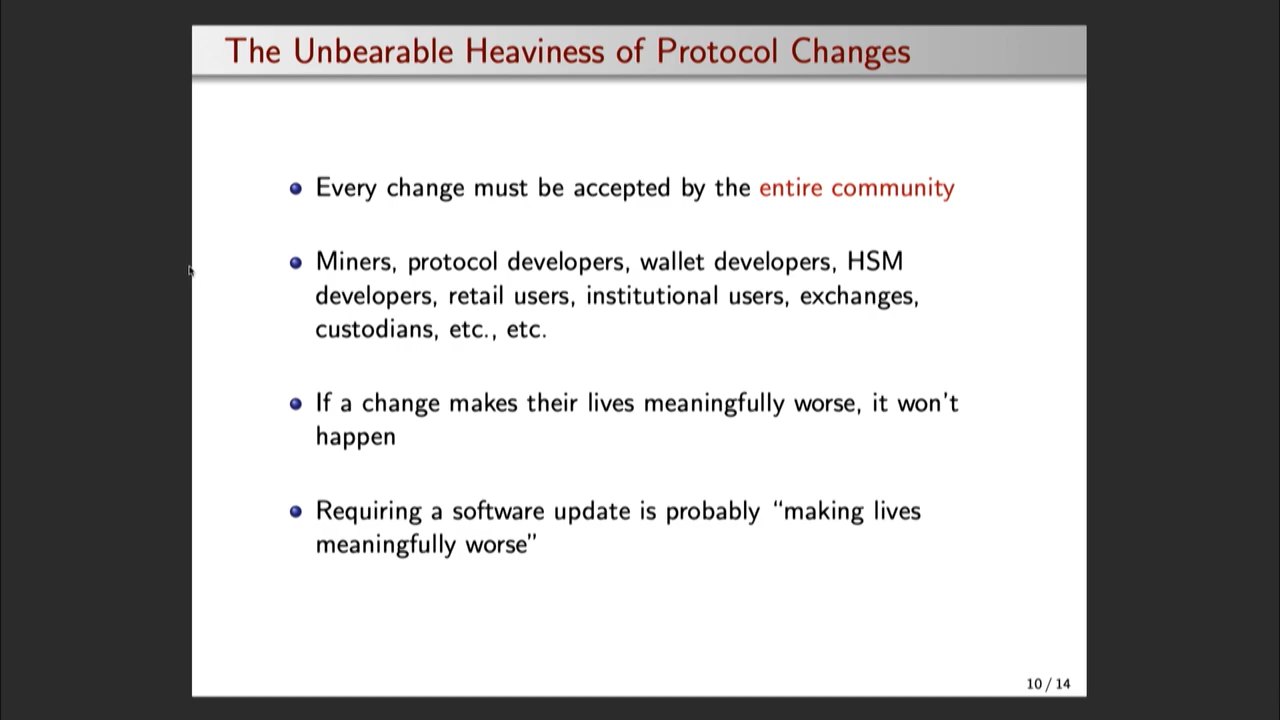 The Unbearable Heaviness of Protocol Changes
Every change must be accepted by the entire community
Miners, protocol developers, wallet developers, HSM
developers, retail users, institutional users, exchanges,
custodians, etc., etc.
If a change makes their lives meaningfully worse, it won't
happen
Requiring a software update is probably “making lives
meaningfully worse”
10 / 14